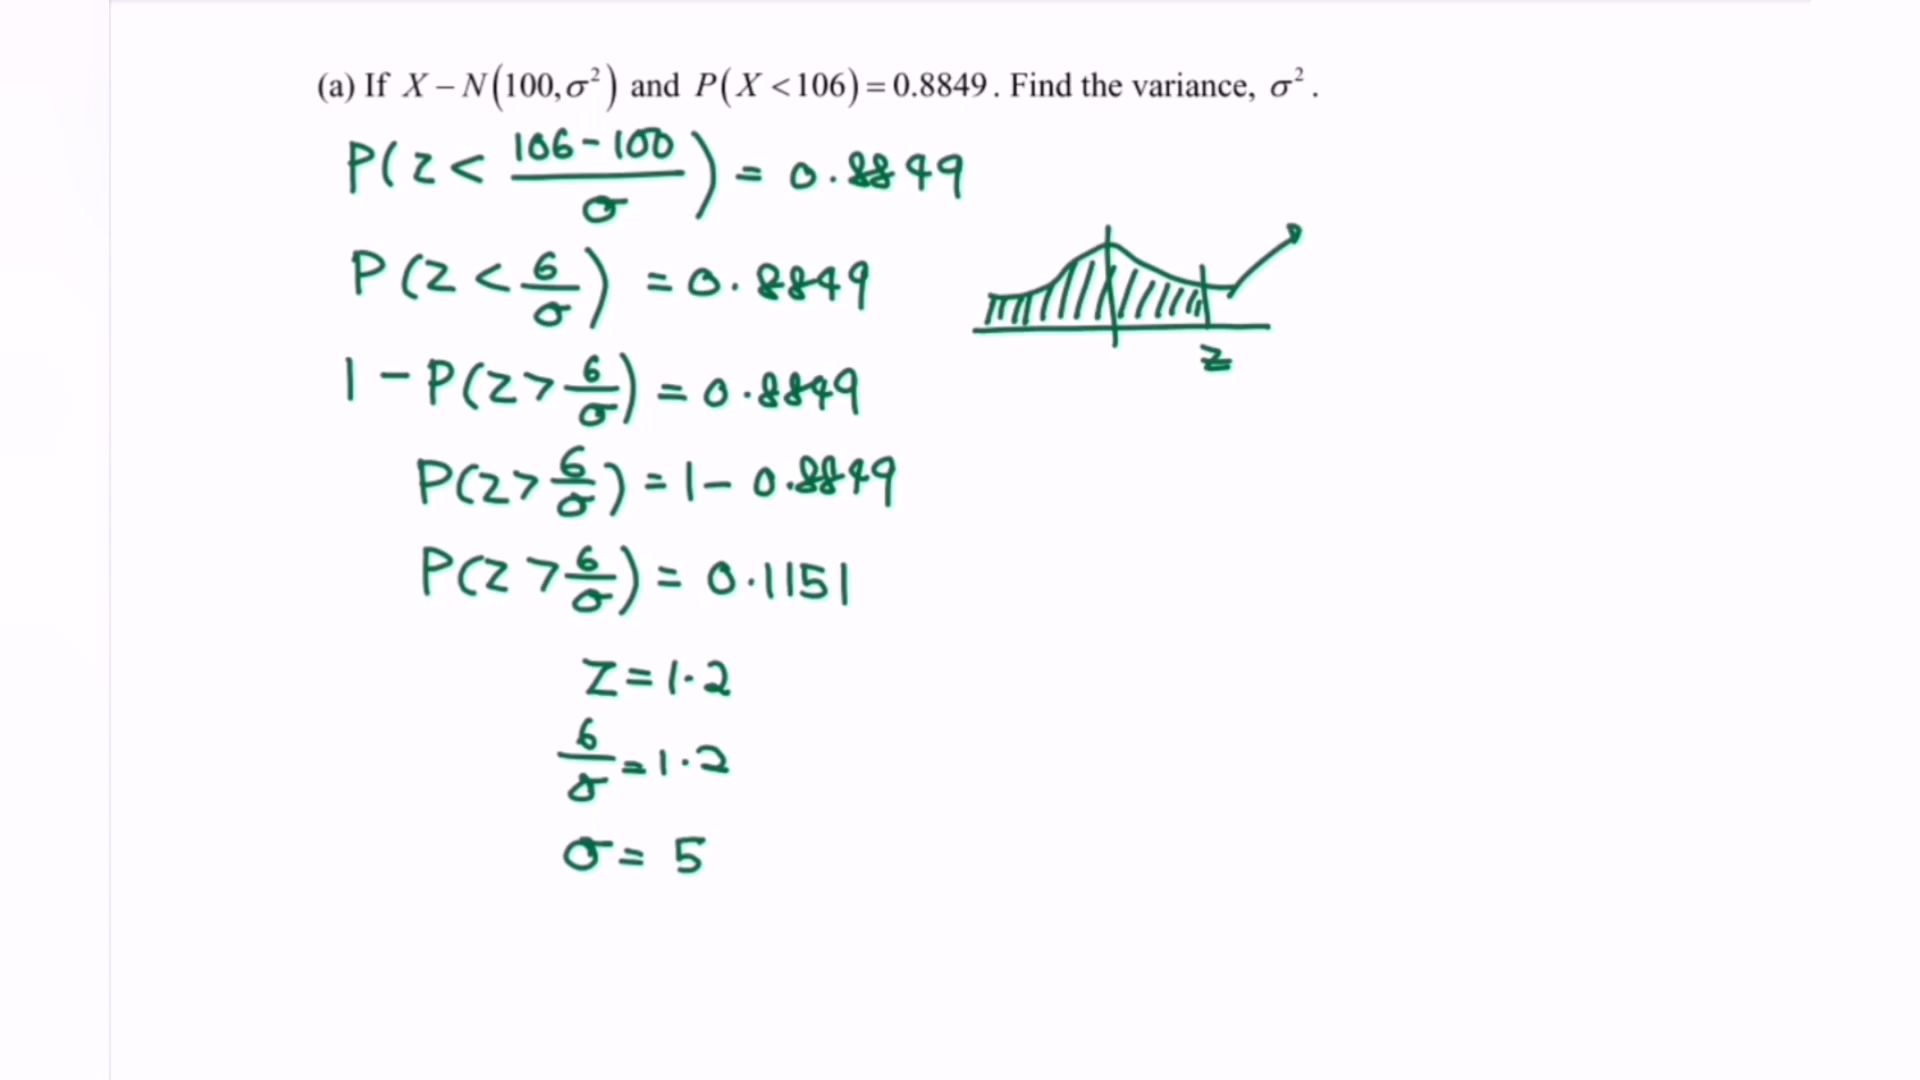 (a) If X – N(100, σ²) and P(X < 106) = 0.8849. Find the variance, σ².
P(Z < (106 - 100)/σ) = 0.8849
P(Z < 6/σ) = 0.8849
1 - P(Z > 6/σ) = 0.8849
P(Z > 6/σ) = 1 - 0.8849
P(Z > 6/σ) = 0.1151
Z = 1.2
6/σ = 1.2
σ = 5
Z